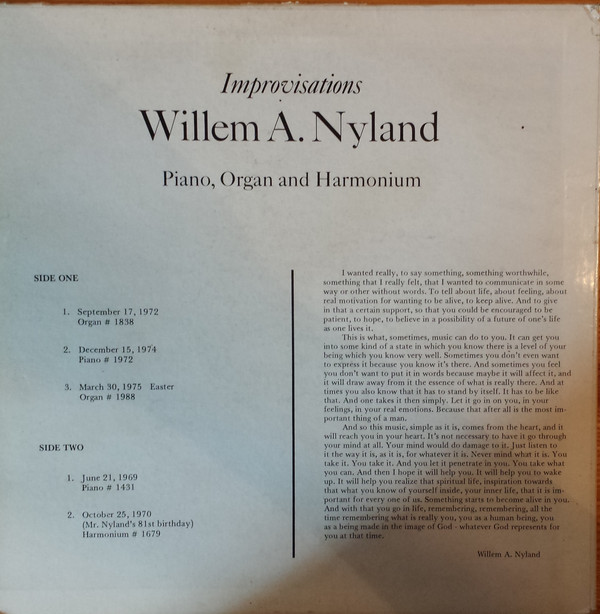 Improvisations
Willem A. Nyland
Piano, Organ and Harmonium
SIDE ONE
1. September 17, 1972
Organ # 1838
2. December 15, 1974
Piano # 1972
3. March 30, 1975 Easter
Organ # 1988
SIDE TWO
1. June 21, 1969
Piano # 1431
2. October 25, 1970
(Mr. Nyland's 81st birthday)
Harmonium # 1679
I wanted really, to say something, something worthwhile,
something that I really felt, that I wanted to communicate in some
way or other without words. To tell about life, about feeling, about
real motivation for wanting to be alive, to keep alive. And to give
in that a certain support, so that you could be encouraged to be
patient, to hope, to believe in a possibility of a future of one's life
as one lives it.
This is what, sometimes, music can do to you. It can get you
into some kind of a state in which you know there is a level of your
being which you know very well. Sometimes you don't even want
to express it because you know it's there. And sometimes you feel
you don't want to put it in words because maybe it will affect it, and
it will draw away from it the essence of what is really there. And at
times you also know that it has to stand by itself. It has to be like
that. And one takes it then simply. Let it go in on you, in your
feelings, in your real emotions. Because that after all is the most im-
portant thing of a man.
And so this music, simple as it is, comes from the heart, and it
will reach you in your heart. It's not necessary to have it go through
your mind at all. Your mind would do damage to it. Just listen to
it the way it is, as it is, for whatever it is. Never mind what it is. You
take it. You take it. And you let it penetrate in you. You take what
you can. And then I hope it will help you. It will help you to wake
up. It will help you realize that spiritual life, inspiration towards
that what you know of yourself inside, your inner life, that it is im-
portant for every one of us. Something starts to become alive in you.
And with that you go in life, remembering, remembering, all the
time remembering what is really you, you as a human being, you
as a being made in the image of God - whatever God represents for
you at that time.
Willem A. Nyland